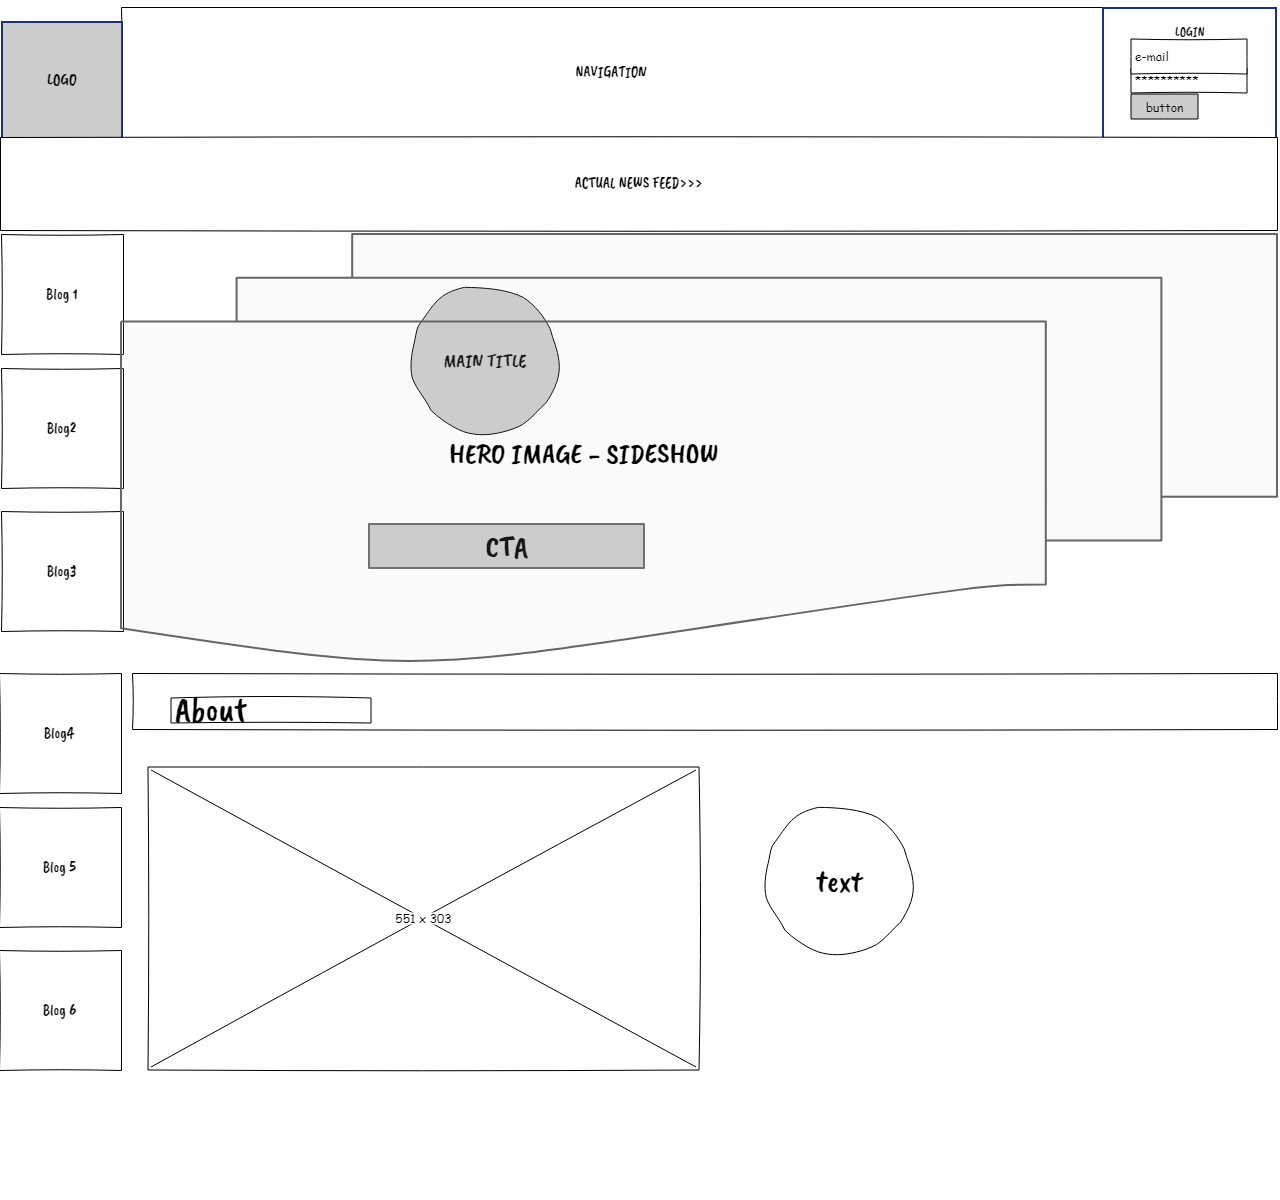 LOGO
NAVIGATION
LOGIN
e-mail
**********
button
ACTUAL NEWS FEED>>>
Blog 1
MAIN TITLE
Blog2
HERO IMAGE - SIDESHOW
CTA
Blog3
About
Blog4
Blog 5
text
551 x 303
Blog 6